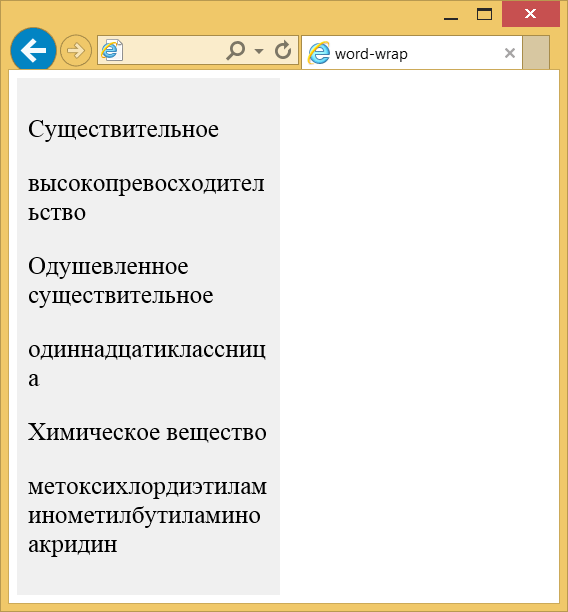 word-wrap
Существительное
высокопревосходител
ьство
Одушевленное
существительное
одиннадцатиклассниц
а
Химическое вещество
метоксихлордиэтилам
инометилбутиламино
акридин